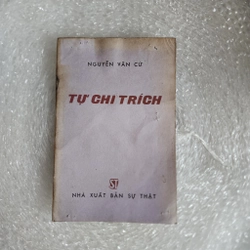 NGUYỄN VĂN CỪ
TỰ CHỈ TRÍCH
ST
NHÀ XUẤT BẢN SỰ THẬT